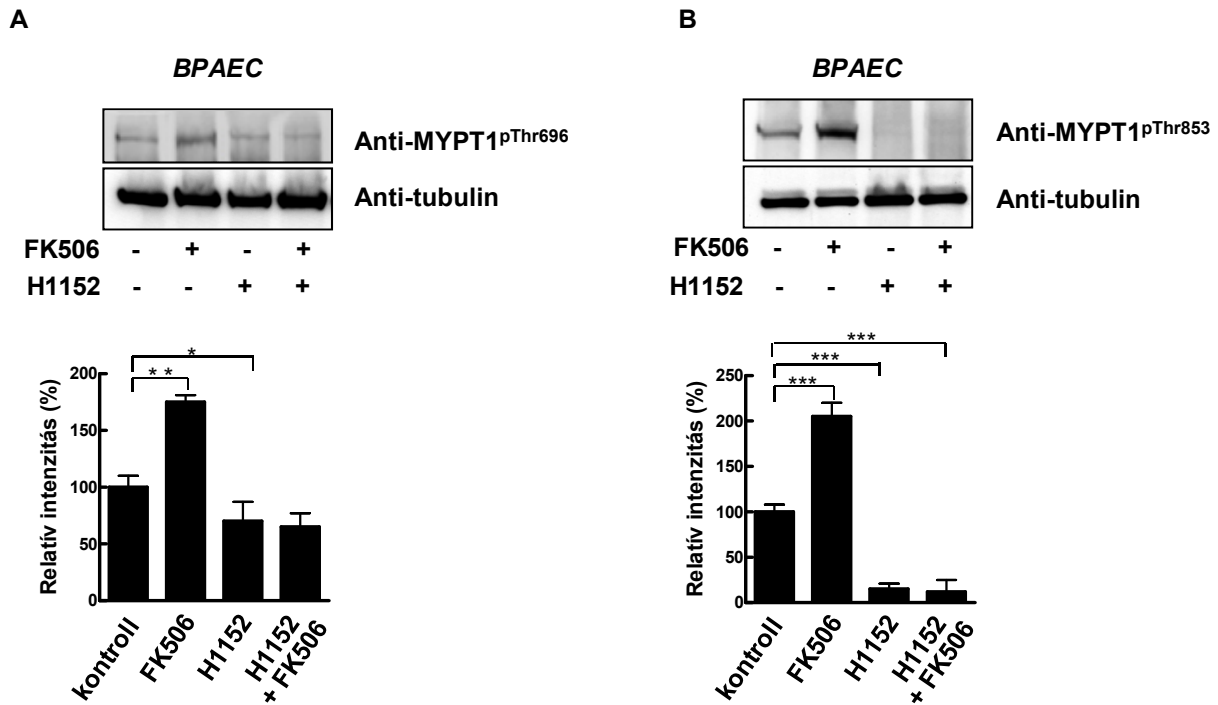 A
BPAEC
Anti-MYPT1pThr696
Anti-tubulin
FK506 - + - +
H1152 - - + +
*
* *
Relatív intenzitás (%)
200
150
100
50
0
kontroll
FK506
H1152
H1152
+ FK506
B
BPAEC
Anti-MYPT1pThr853
Anti-tubulin
FK506 - + - +
H1152 - - + +
***
***
***
Relatív intenzitás (%)
250
200
150
100
50
0
kontroll
FK506
H1152
H1152
+ FK506